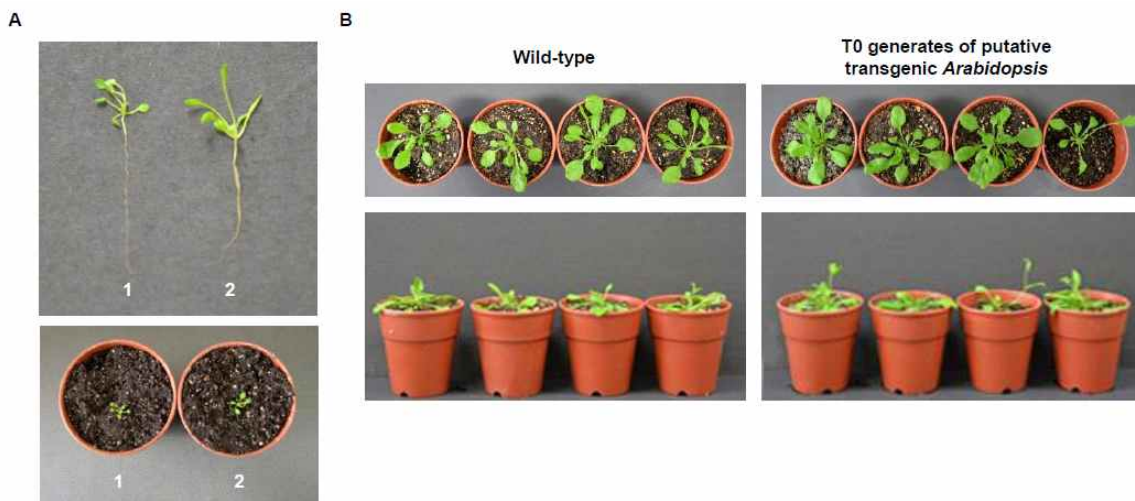 A
B
Wild-type
T0 generates of putative
transgenic Arabidopsis
1 2
1 2